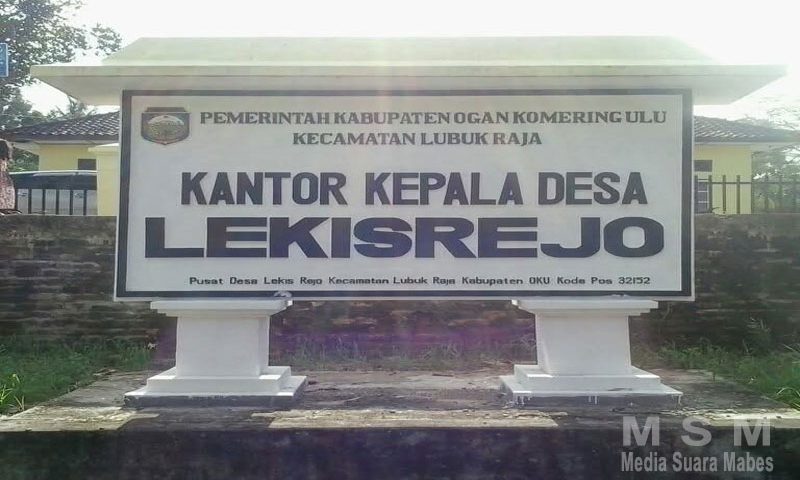 PEMERINTAH KABUPATEN OGAN KOMERING ULU
KECAMATAN LUBUK RAJA
KANTOR KEPALA DESA
LEKISREJO
Pusat Desa Lekis Rejo Kecamatan Lubuk Raja Kabupaten OKU Kode Pos 32152
M S M
Media Suara Mabes